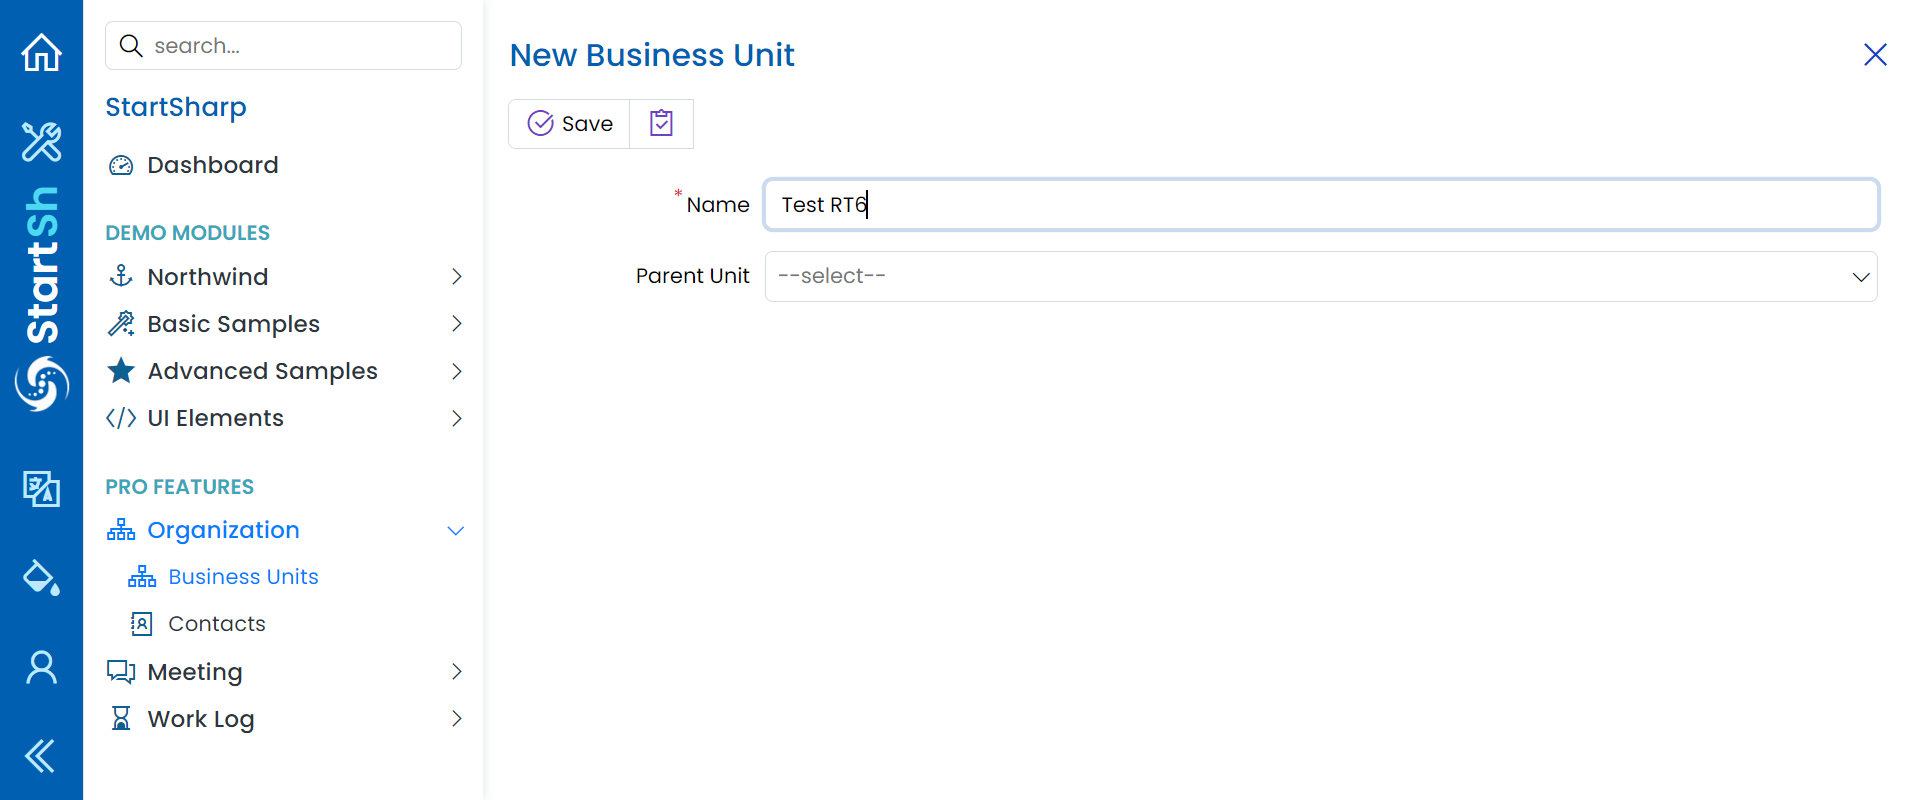 StartSh
search...
StartSharp
Dashboard
DEMO MODULES
Northwind
Basic Samples
Advanced Samples
UI Elements
PRO FEATURES
Organization
Business Units
Contacts
Meeting
Work Log
New Business Unit
Save
* Name
Test RT6
Parent Unit
--select--